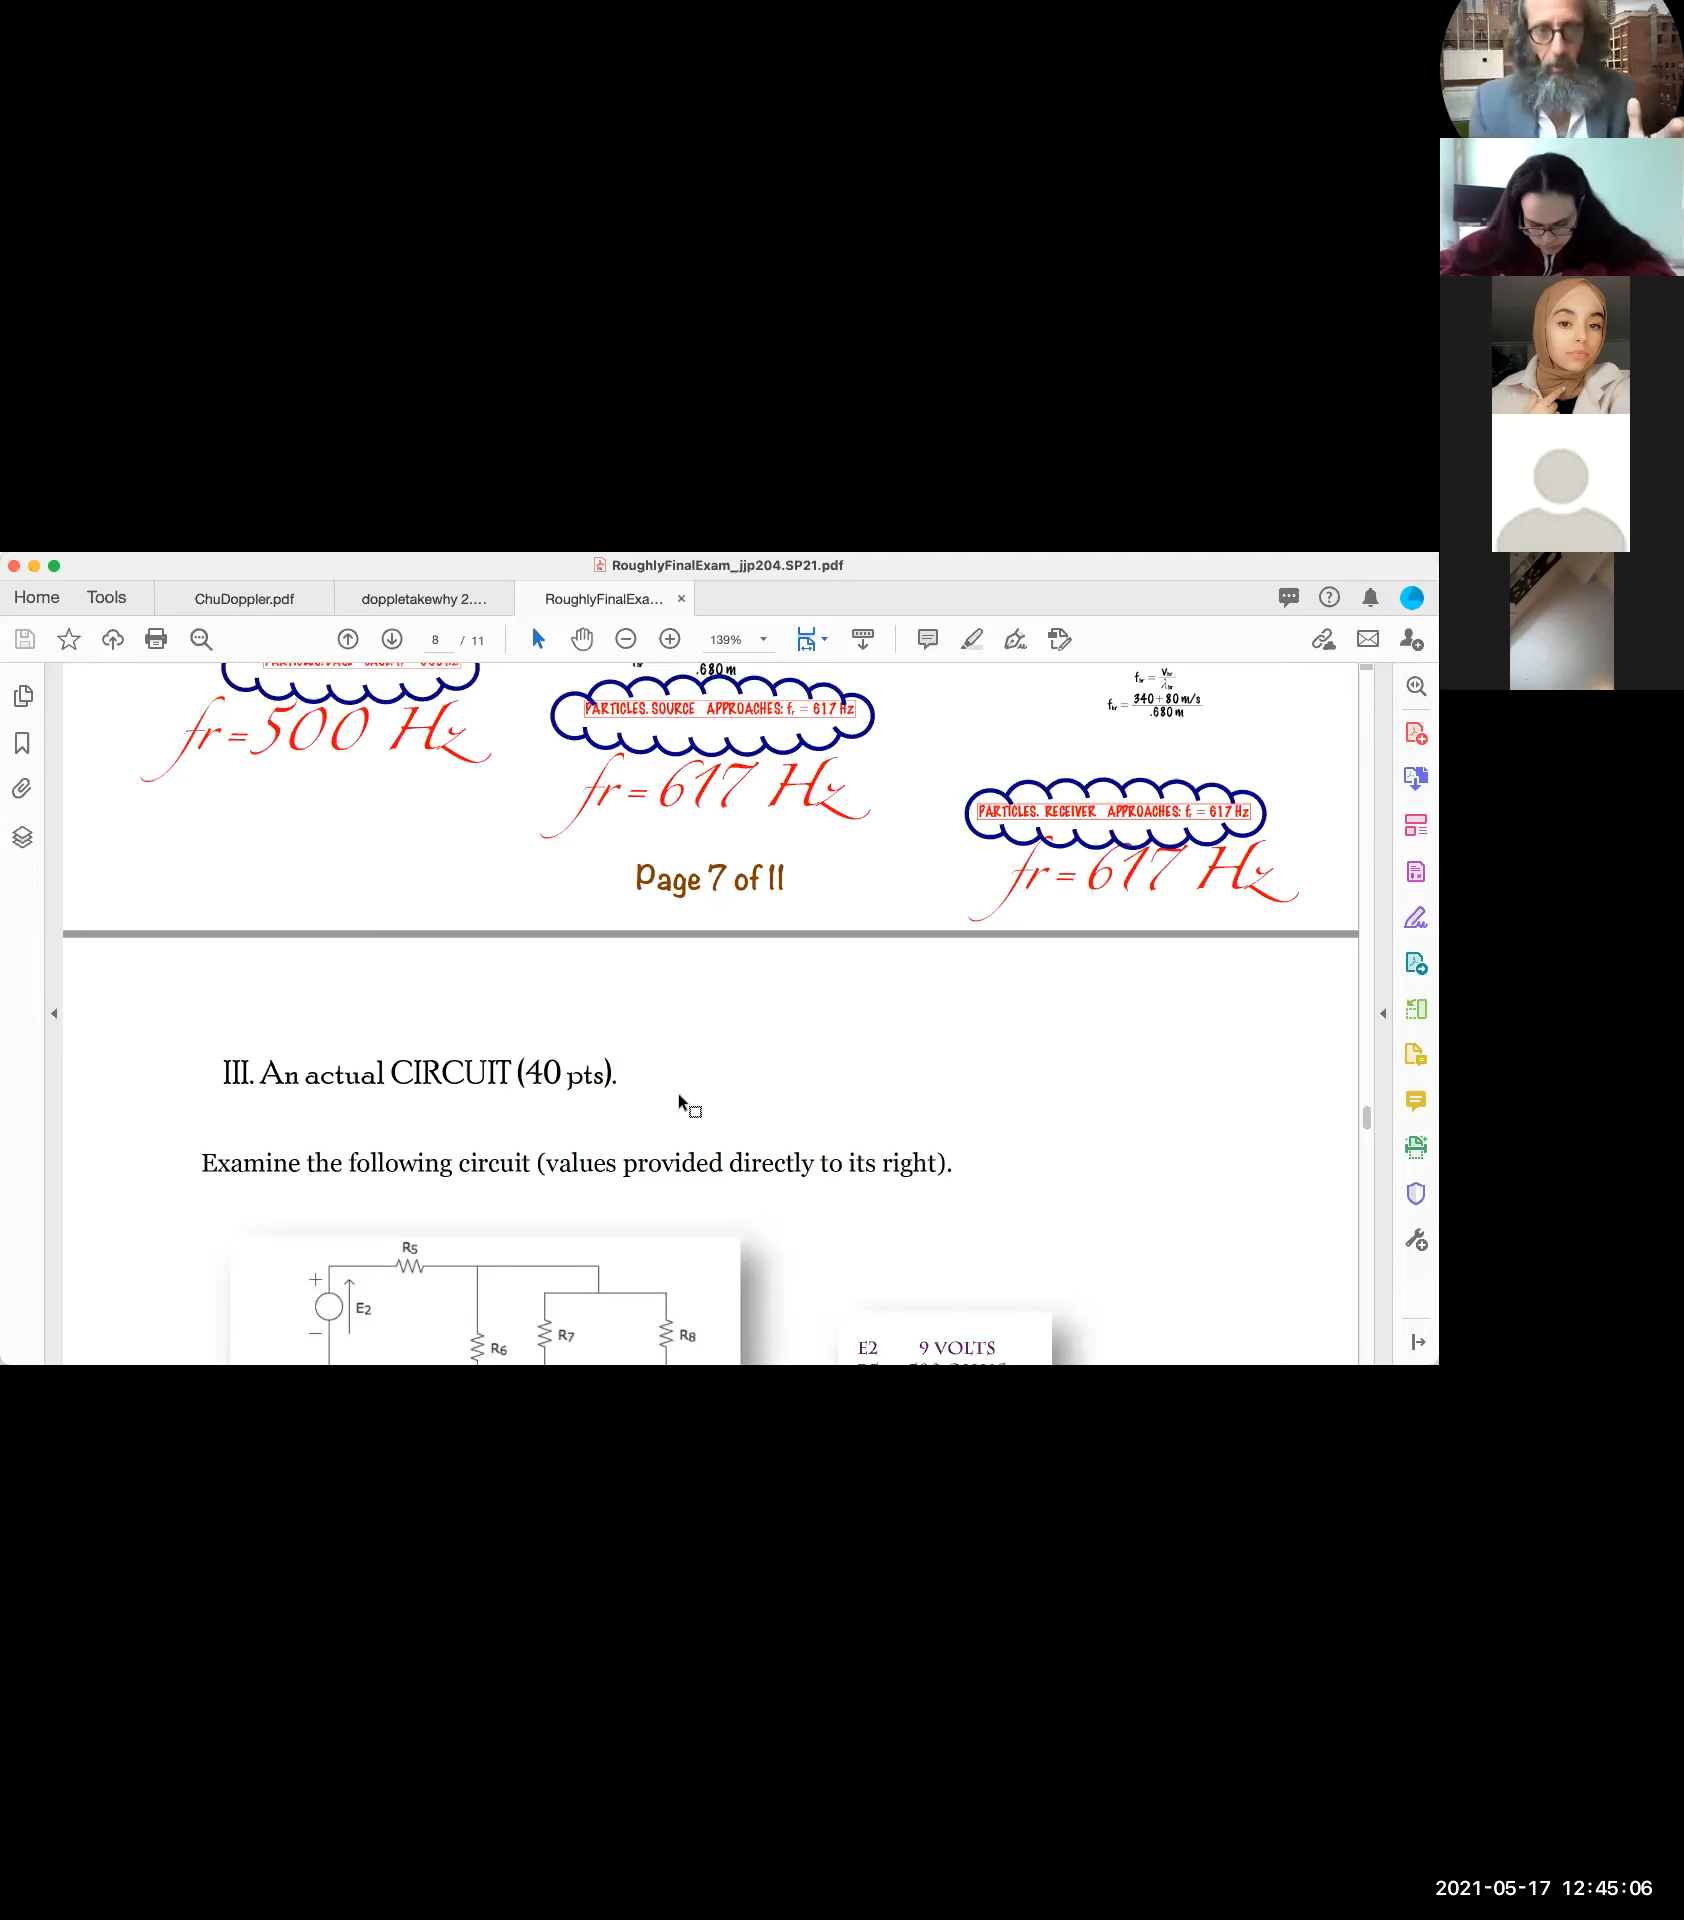 RoughlyFinalExam_jjp204.SP21.pdf
Home Tools ChuDoppler.pdf doppletakewhy 2.... RoughlyFinalExa... ×
8 / 11 139%
.680 m
fr = 500 Hz
PARTICLES. SOURCE APPROACHES: fr = 617 Hz
fr = 617 Hz
340+80 m/s
.680 m
PARTICLES. RECEIVER APPROACHES: fr = 617 Hz
fr = 617 Hz
Page 7 of 11
III. An actual CIRCUIT (40 pts).
Examine the following circuit (values provided directly to its right).
R5
+
E2
−
R6
R7
R8
E2 9 VOLTS
2021-05-17 12:45:06